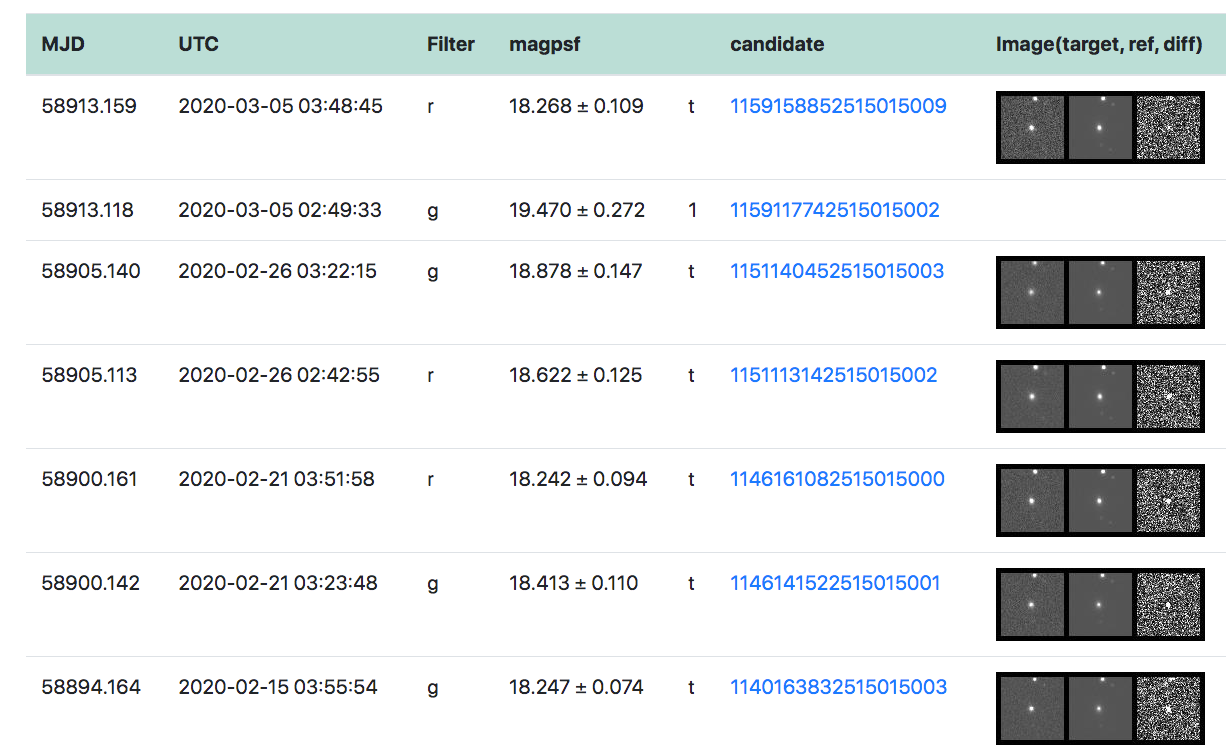 MJD UTC Filter magpsf candidate Image(target, ref, diff)
58913.159 2020-03-05 03:48:45 r 18.268 ± 0.109 t 1159158852515015009
58913.118 2020-03-05 02:49:33 g 19.470 ± 0.272 1 1159117742515015002
58905.140 2020-02-26 03:22:15 g 18.878 ± 0.147 t 1151140452515015003
58905.113 2020-02-26 02:42:55 r 18.622 ± 0.125 t 1151113142515015002
58900.161 2020-02-21 03:51:58 r 18.242 ± 0.094 t 1146161082515015000
58900.142 2020-02-21 03:23:48 g 18.413 ± 0.110 t 1146141522515015001
58894.164 2020-02-15 03:55:54 g 18.247 ± 0.074 t 1140163832515015003